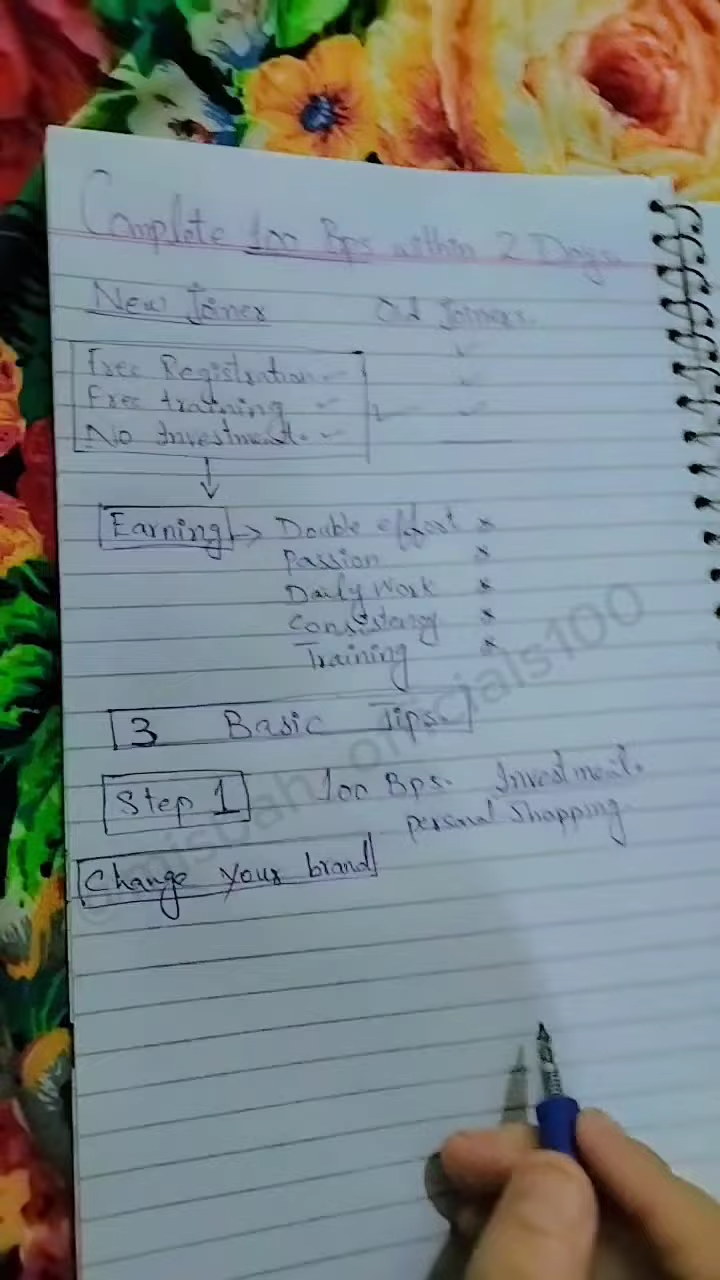 Complete 100 Bps within 2 Days
New Joiner Old Joiners.
Free Registration
Free training
No Investment.
Earning → Double effort
Passion
Daily Work
Consistency
Training
3 Basic Tips.
Step 1 100 Bps. Investment.
personal Shopping
Change your brand